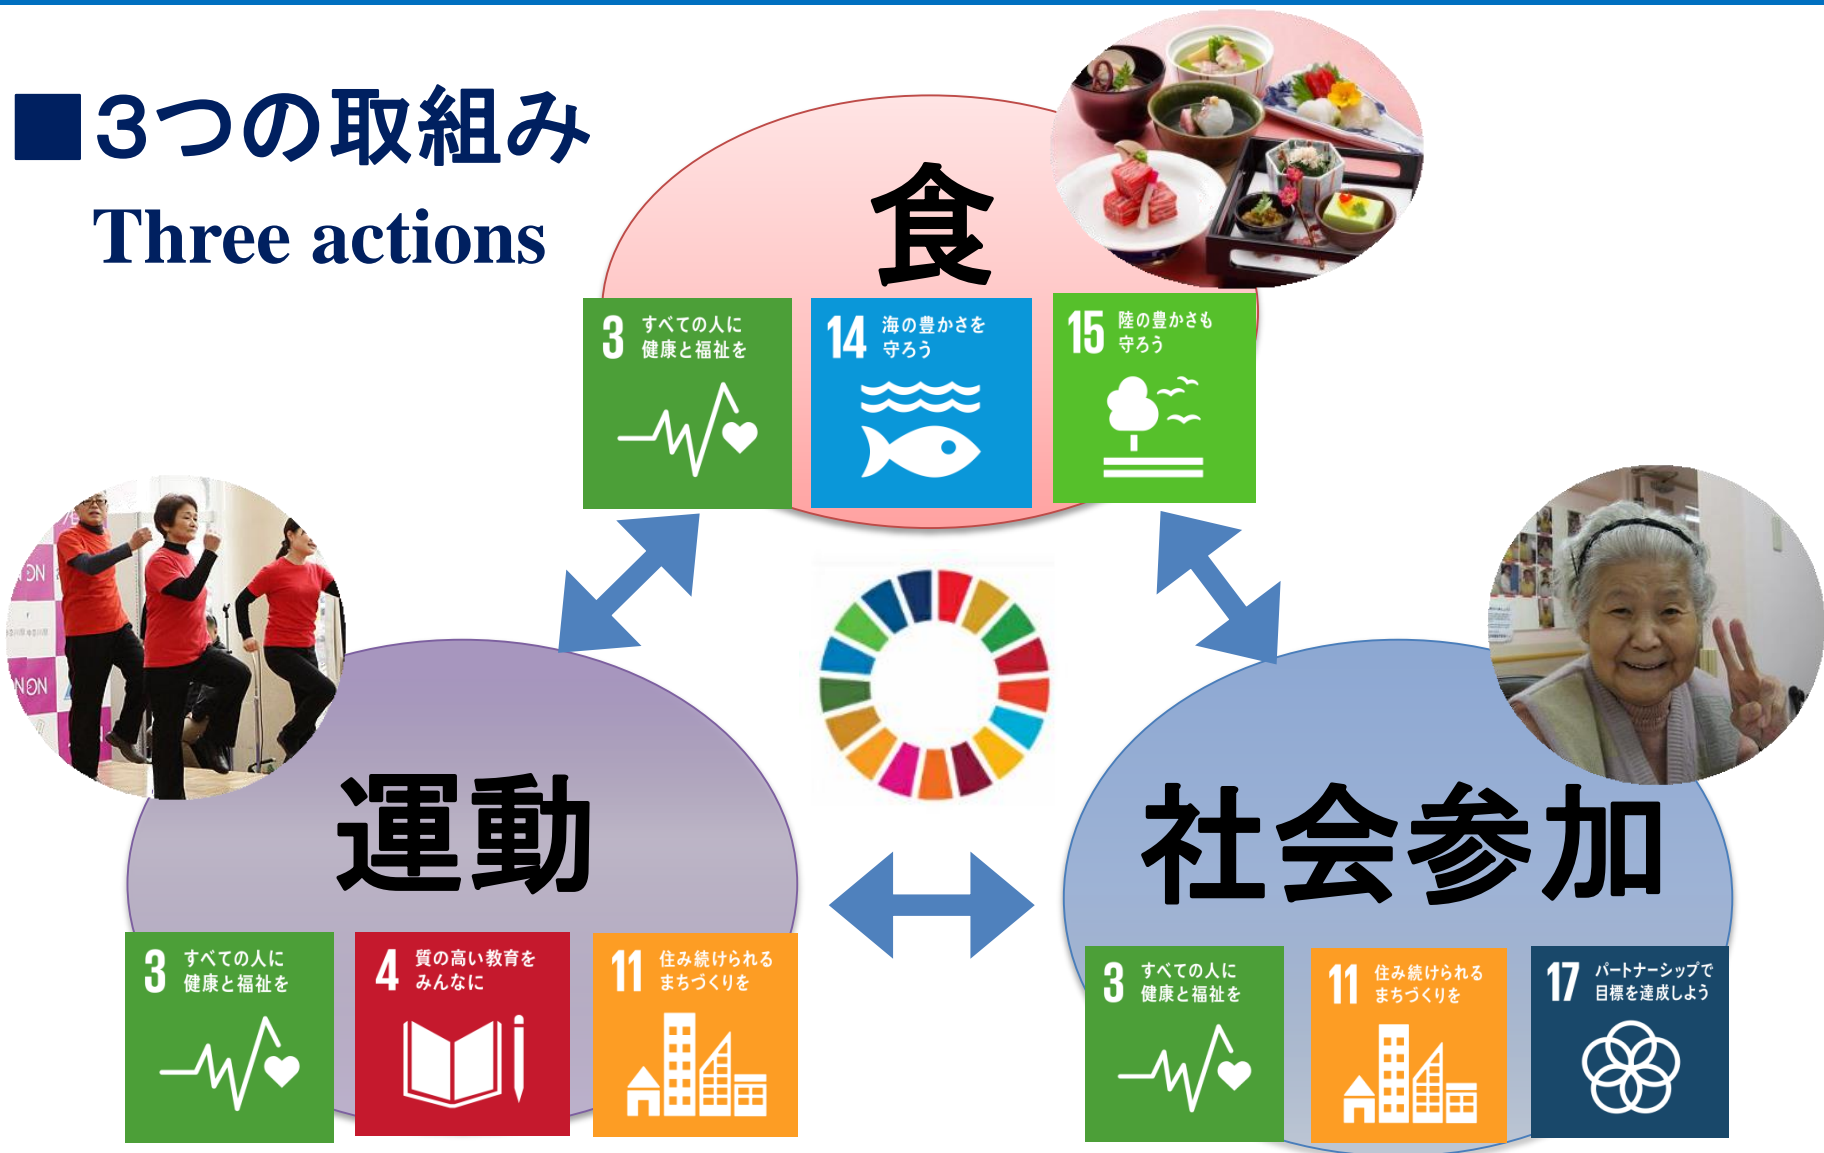 ■3つの取組み
Three actions
食
3 すべての人に
健康と福祉を
14 海の豊かさを
守ろう
15 陸の豊かさも
守ろう
運動
3 すべての人に
健康と福祉を
4 質の高い教育を
みんなに
11 住み続けられる
まちづくりを
社会参加
3 すべての人に
健康と福祉を
11 住み続けられる
まちづくりを
17 パートナーシップで
目標を達成しよう